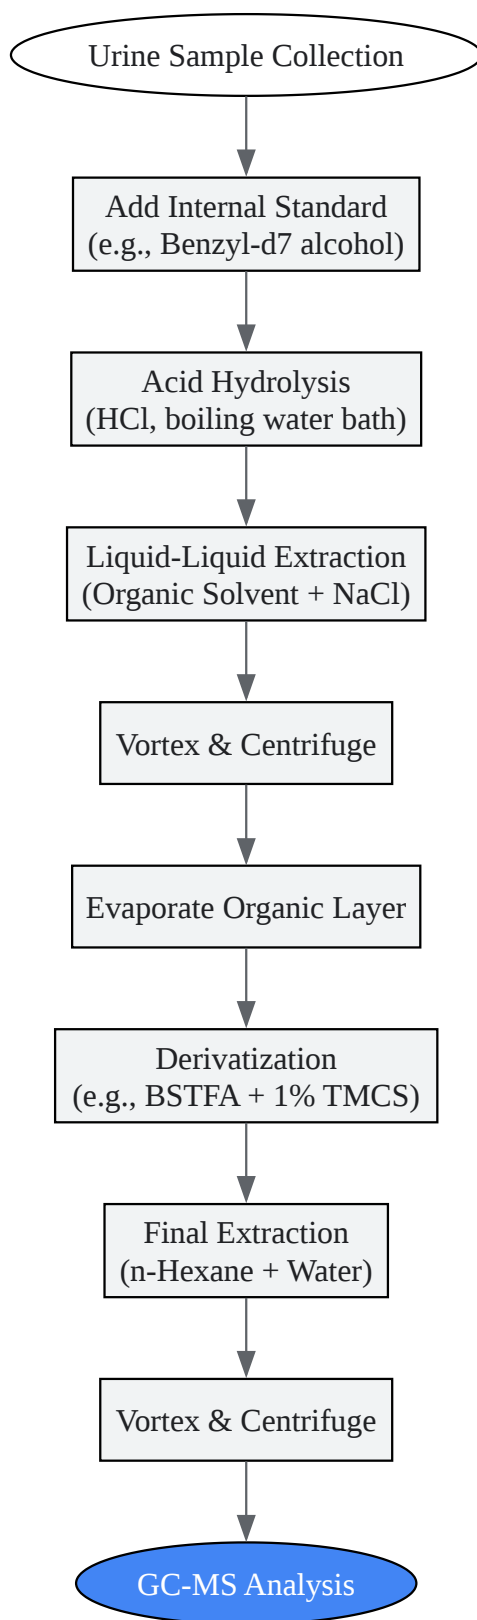 Urine Sample Collection
Add Internal Standard
(e.g., Benzyl-d7 alcohol)
Acid Hydrolysis
(HCl, boiling water bath)
Liquid-Liquid Extraction
(Organic Solvent + NaCl)
Vortex & Centrifuge
Evaporate Organic Layer
Derivatization
(e.g., BSTFA + 1% TMCS)
Final Extraction
(n-Hexane + Water)
Vortex & Centrifuge
GC-MS Analysis